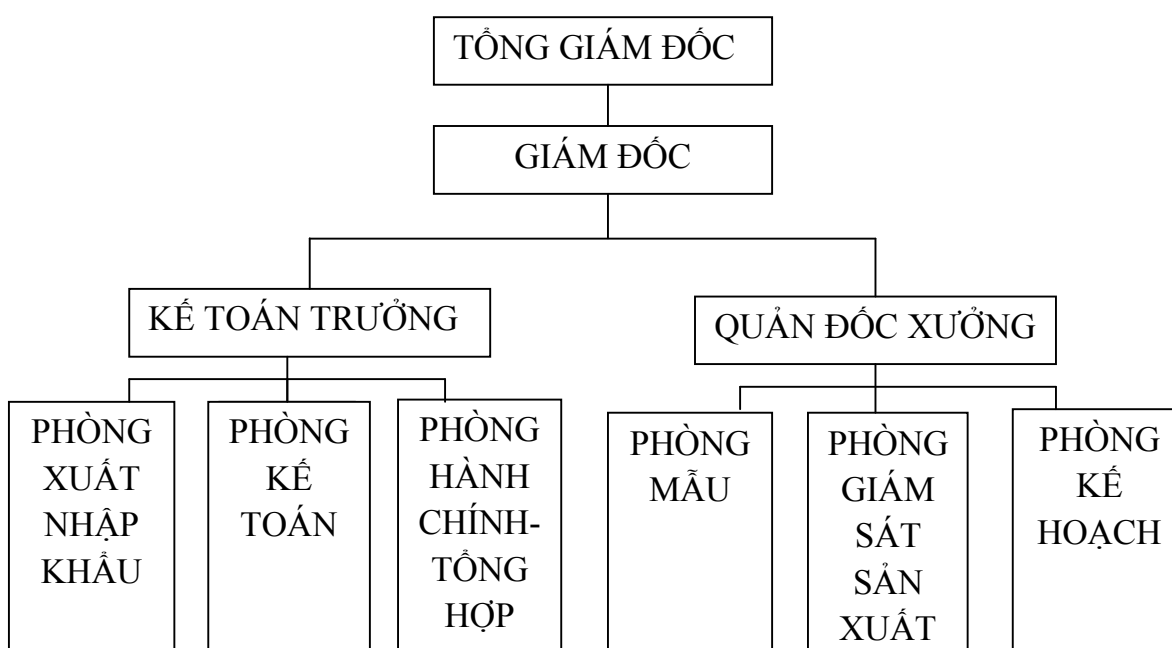 TỔNG GIÁM ĐỐC
GIÁM ĐỐC
KẾ TOÁN TRƯỞNG
QUẢN ĐỐC XƯỞNG
PHÒNG
XUẤT
NHẬP
KHẨU
PHÒNG
KẾ
TOÁN
PHÒNG
HÀNH
CHÍNH-
TỔNG
HỢP
PHÒNG
MẪU
PHÒNG
GIÁM
SÁT
SẢN
XUẤT
PHÒNG
KẾ
HOẠCH